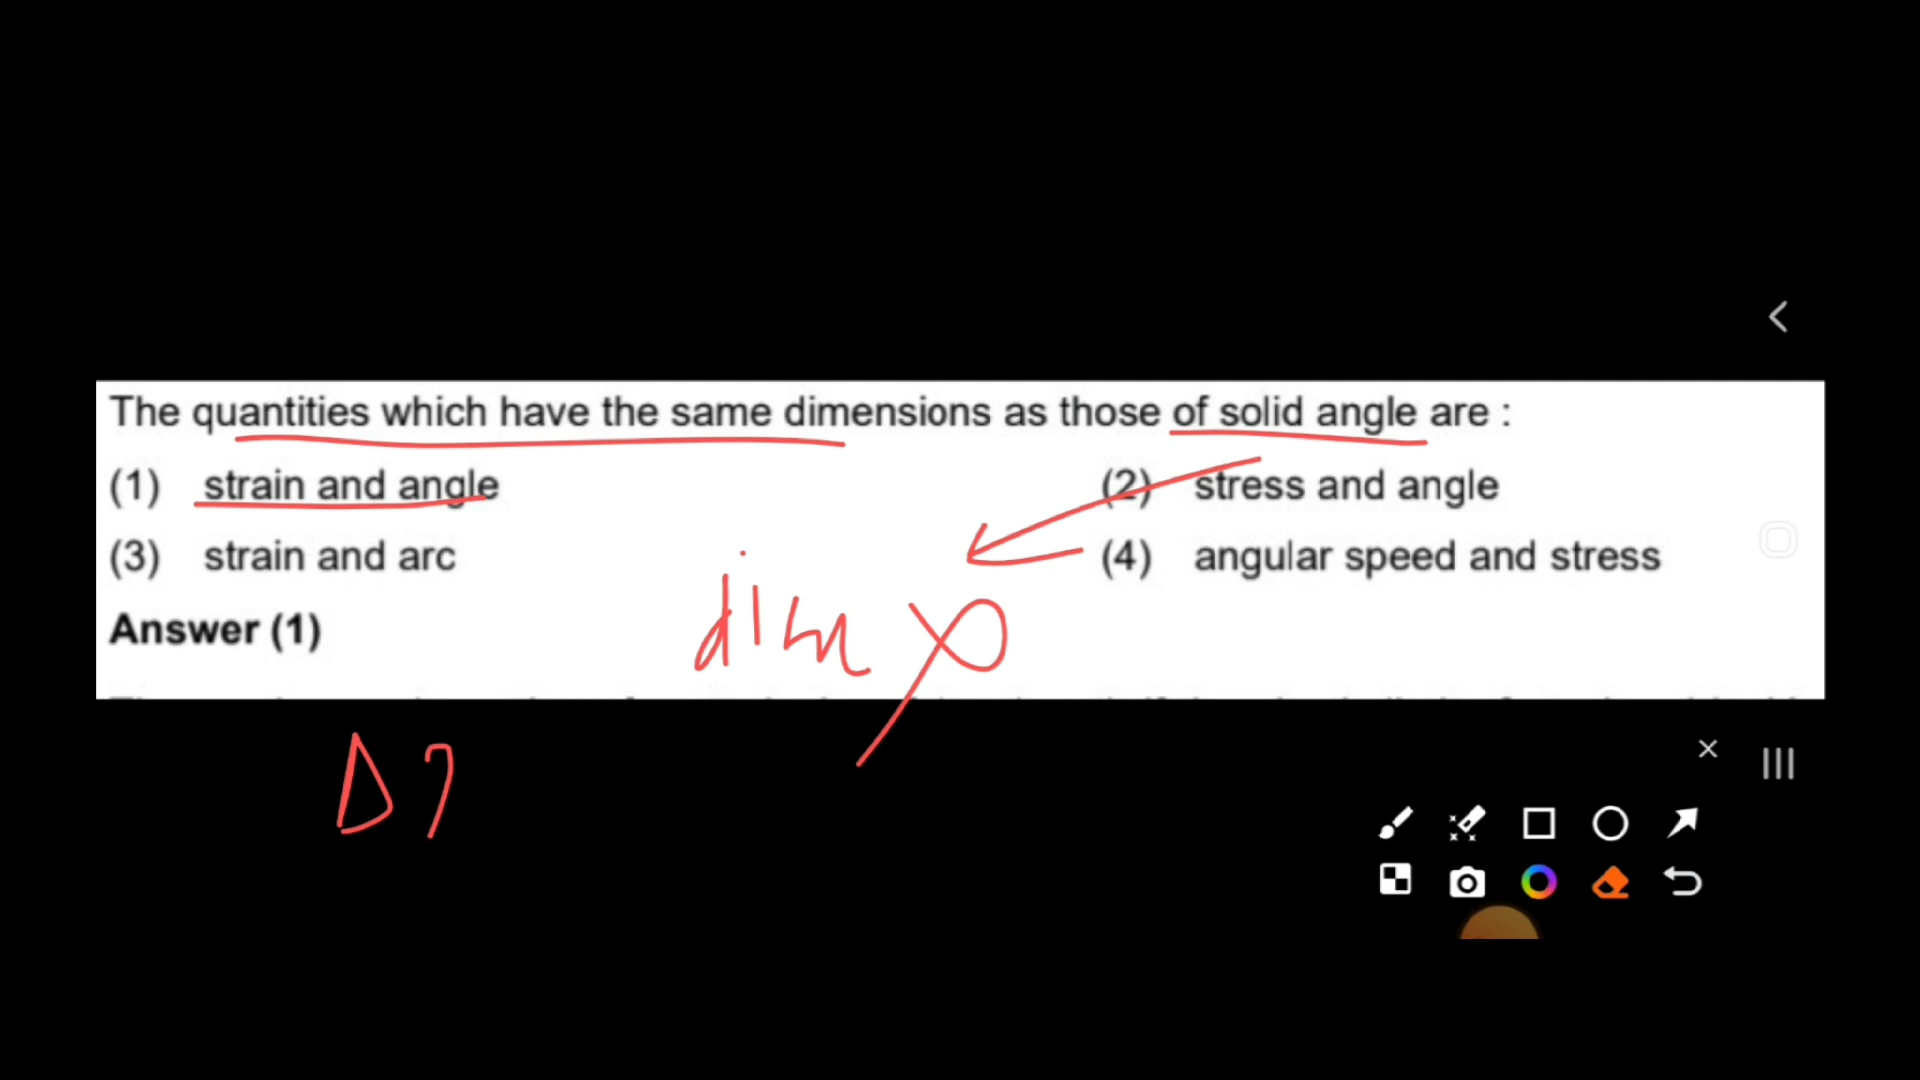 The quantities which have the same dimensions as those of solid angle are :
(1) strain and angle
(2) stress and angle
(3) strain and arc
(4) angular speed and stress
Answer (1)
dim